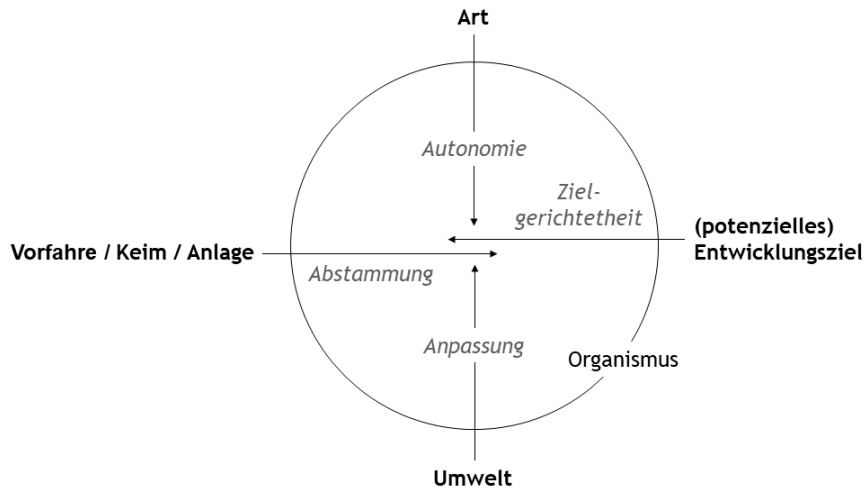 Art
Autonomie
Ziel-
gerichtetheit
(potenzielles)
Entwicklungsziel
Vorfahre / Keim / Anlage
Abstammung
Anpassung
Organismus
Umwelt